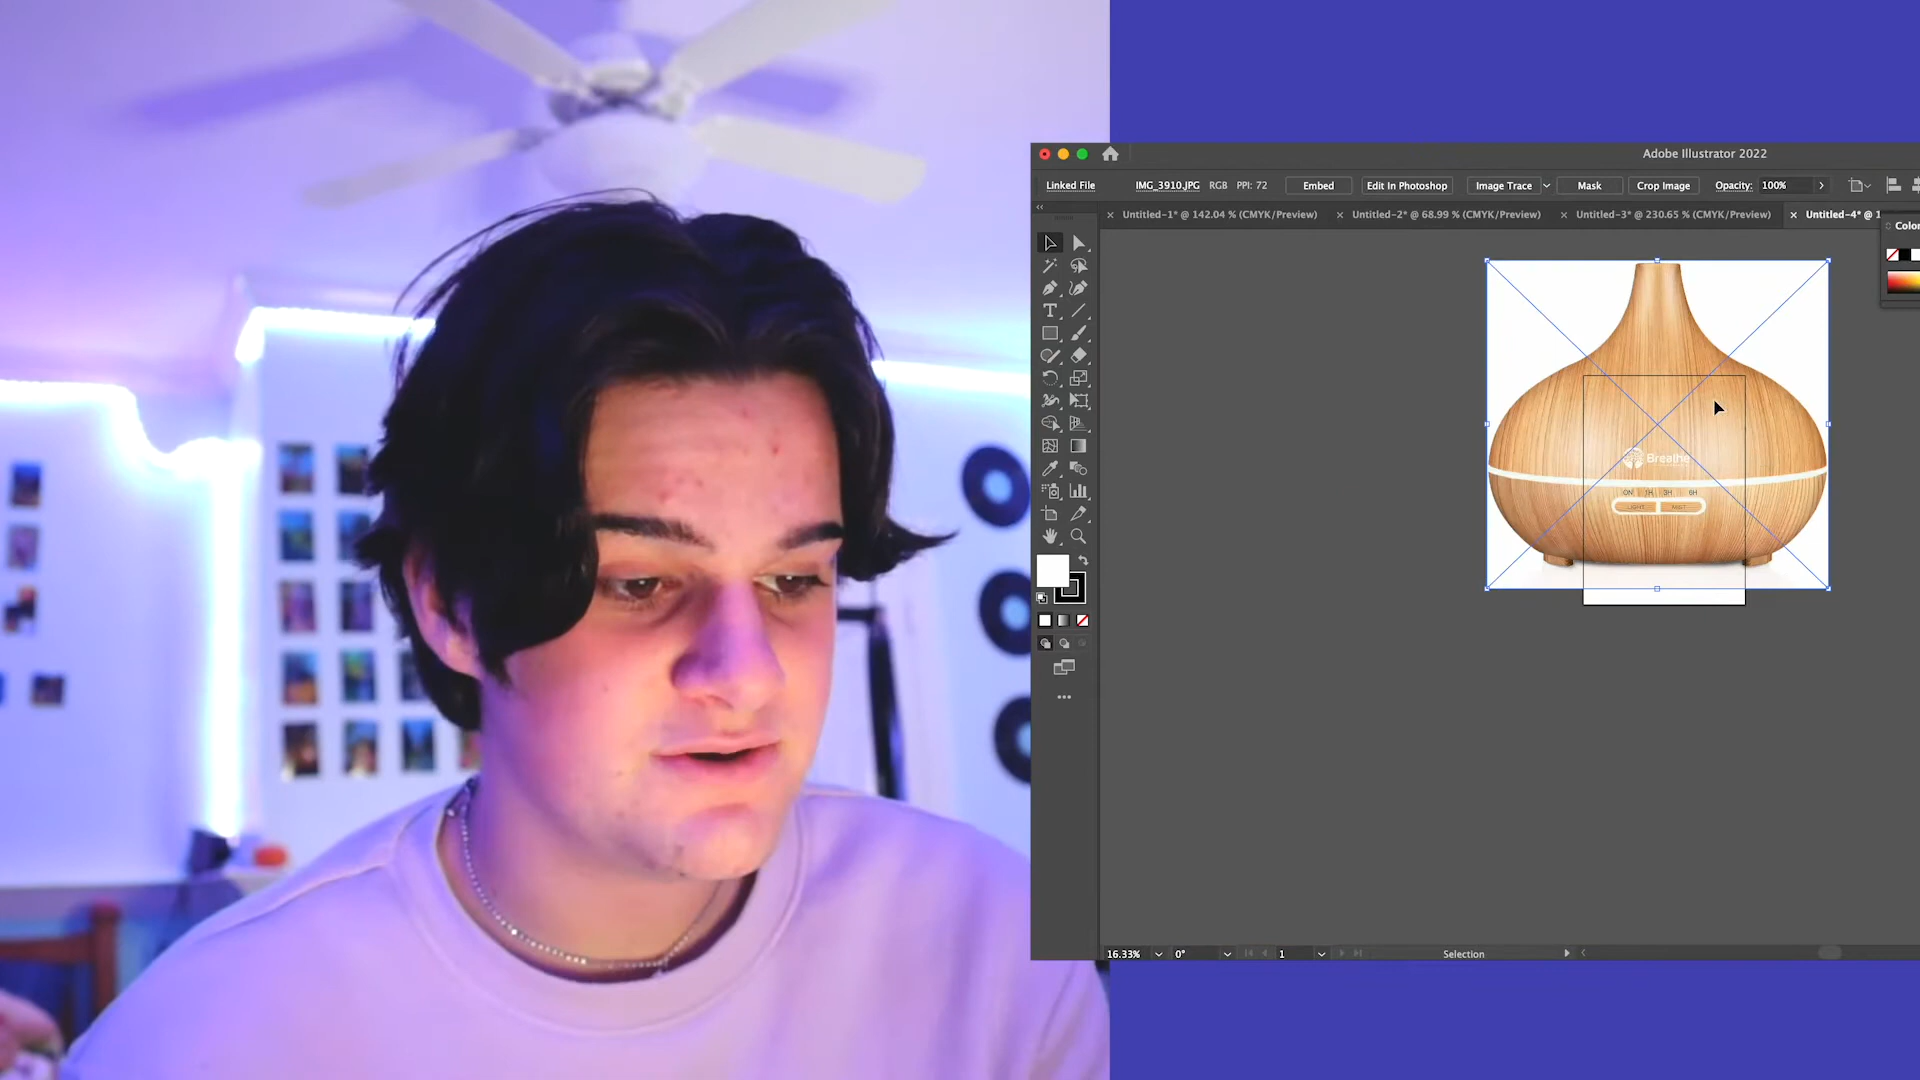 Adobe Illustrator 2022
Linked File IMG_3910.JPG RGB PPI: 72 Embed Edit In Photoshop Image Trace Mask Crop Image Opacity: 100%
Untitled-1* @ 142.04 % (CMYK/Preview) Untitled-2* @ 68.99 % (CMYK/Preview) Untitled-3* @ 230.65 % (CMYK/Preview) Untitled-4* @ 1
Color
Breathe
ON 1H 3H 6H
LIGHT MIST
16.33% 0° 1 Selection